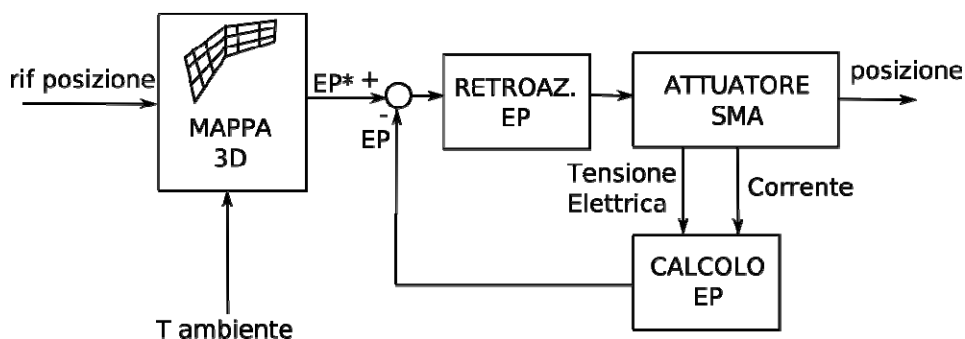 rif posizione
MAPPA
3D
T ambiente
EP* +
-
EP
RETROAZ.
EP
ATTUATORE
SMA
posizione
Tensione
Elettrica
Corrente
CALCOLO
EP